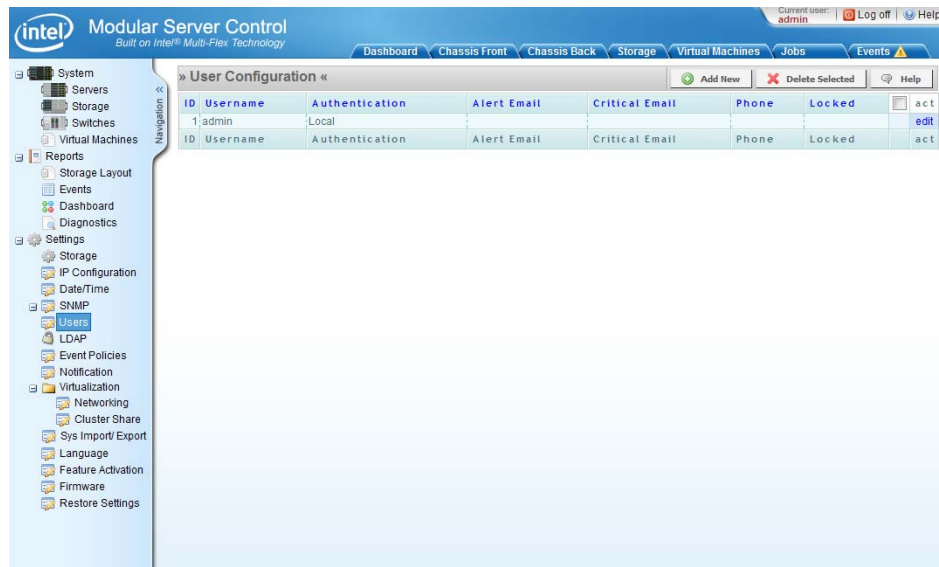 intel
Modular Server Control
Built on Intel® Multi-Flex Technology
Current user:
admin
Log off
Help
Dashboard
Chassis Front
Chassis Back
Storage
Virtual Machines
Jobs
Events
System
Servers
Storage
Switches
Virtual Machines
Reports
Storage Layout
Events
Dashboard
Diagnostics
Settings
Storage
IP Configuration
Date/Time
SNMP
Users
LDAP
Event Policies
Notification
Virtualization
Networking
Cluster Share
Sys Import/ Export
Language
Feature Activation
Firmware
Restore Settings
«
Navigation
» User Configuration «
Add New
Delete Selected
Help
ID Username Authentication Alert Email Critical Email Phone Locked act
1 admin Local edit
ID Username Authentication Alert Email Critical Email Phone Locked act